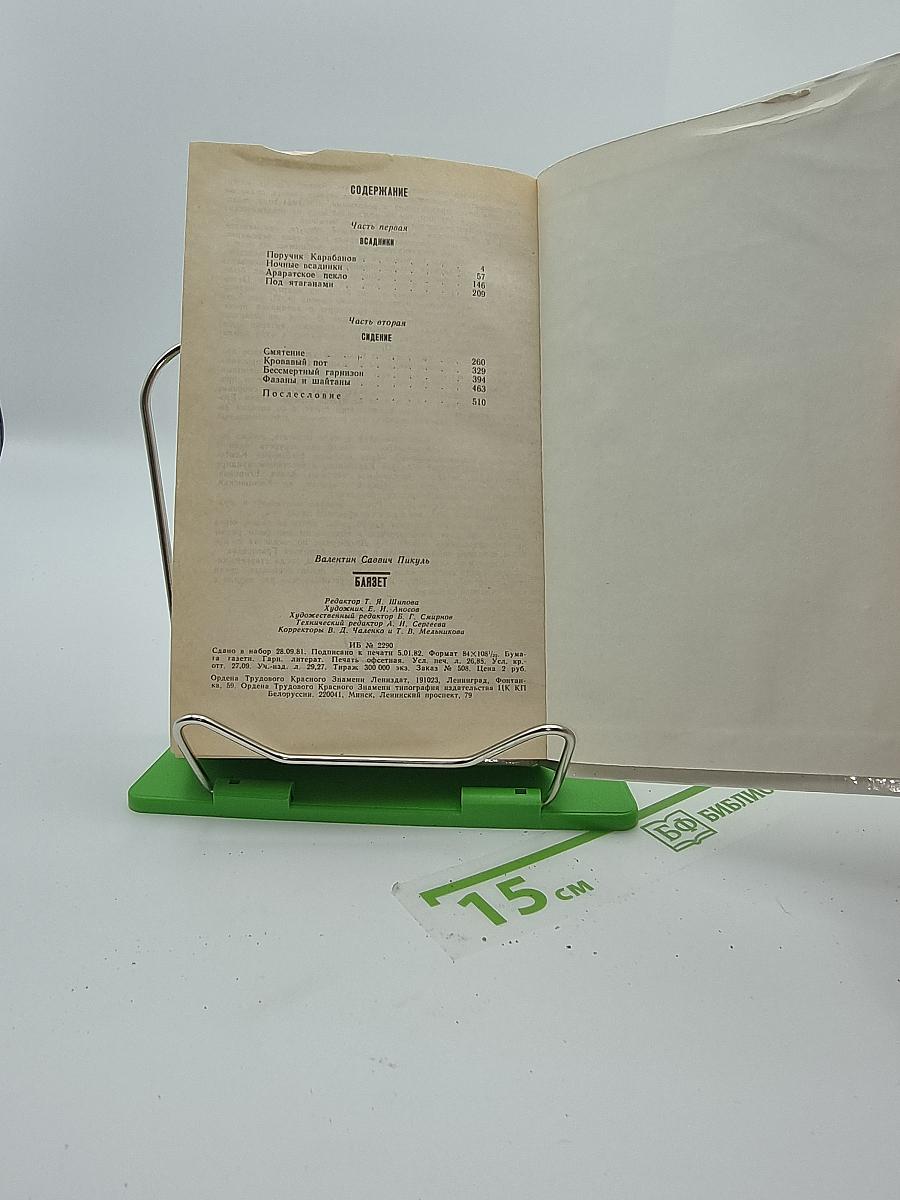 СОДЕРЖАНИЕ
Часть первая
ВСАДНИКИ
Поручик Карабанов . . . . . . . 4
Ночные всадники . . . . . . . 57
Араратское пекло . . . . . . . 146
Под ятаганами . . . . . . . 209
Часть вторая
СИДЕНИЕ
Смятение . . . . . . . 260
Кровавый пот . . . . . . . 329
Бессмертный гарнизон . . . . . . . 394
Фазаны и шайтаны . . . . . . . 463
Послесловие . . . . . . . 510
Валентин Саввич Пикуль
БАЯЗЕТ
Редактор Т. Я. Шипова
Художник Е. И. Аносов
Художественный редактор Б. Г. Смирнов
Технический редактор А. И. Сергеева
Корректоры В. Д. Чаленко и Т. В. Мельникова
ИБ № 2290
Сдано в набор 28.09.81. Подписано к печати 5.01.82. Формат 84×108 1/32. Бума-
га газетн. Гарн. литерат. Печать офсетная. Усл. печ. л. 26,85. Усл. кр.-
отт. 27,09. Уч.-изд. л. 29,27. Тираж 300 000 экз. Заказ № 508. Цена 2 руб.
Ордена Трудового Красного Знамени Лениздат, 191023, Ленинград, Фонтан-
ка, 59. Ордена Трудового Красного Знамени типография издательства ЦК КП
Белоруссии. 220041, Минск, Ленинский проспект, 79
БФ БИБЛИО
15 см